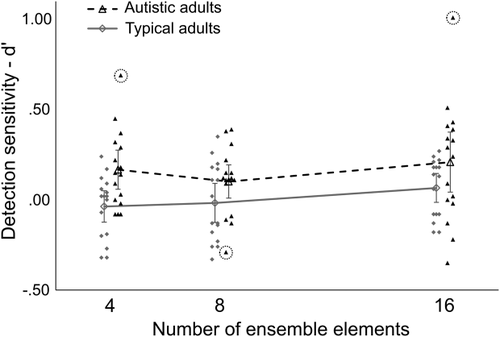 Autistic adults
Typical adults
Detection sensitivity - d'
1.00
.50
.00
-.50
4
8
16
Number of ensemble elements